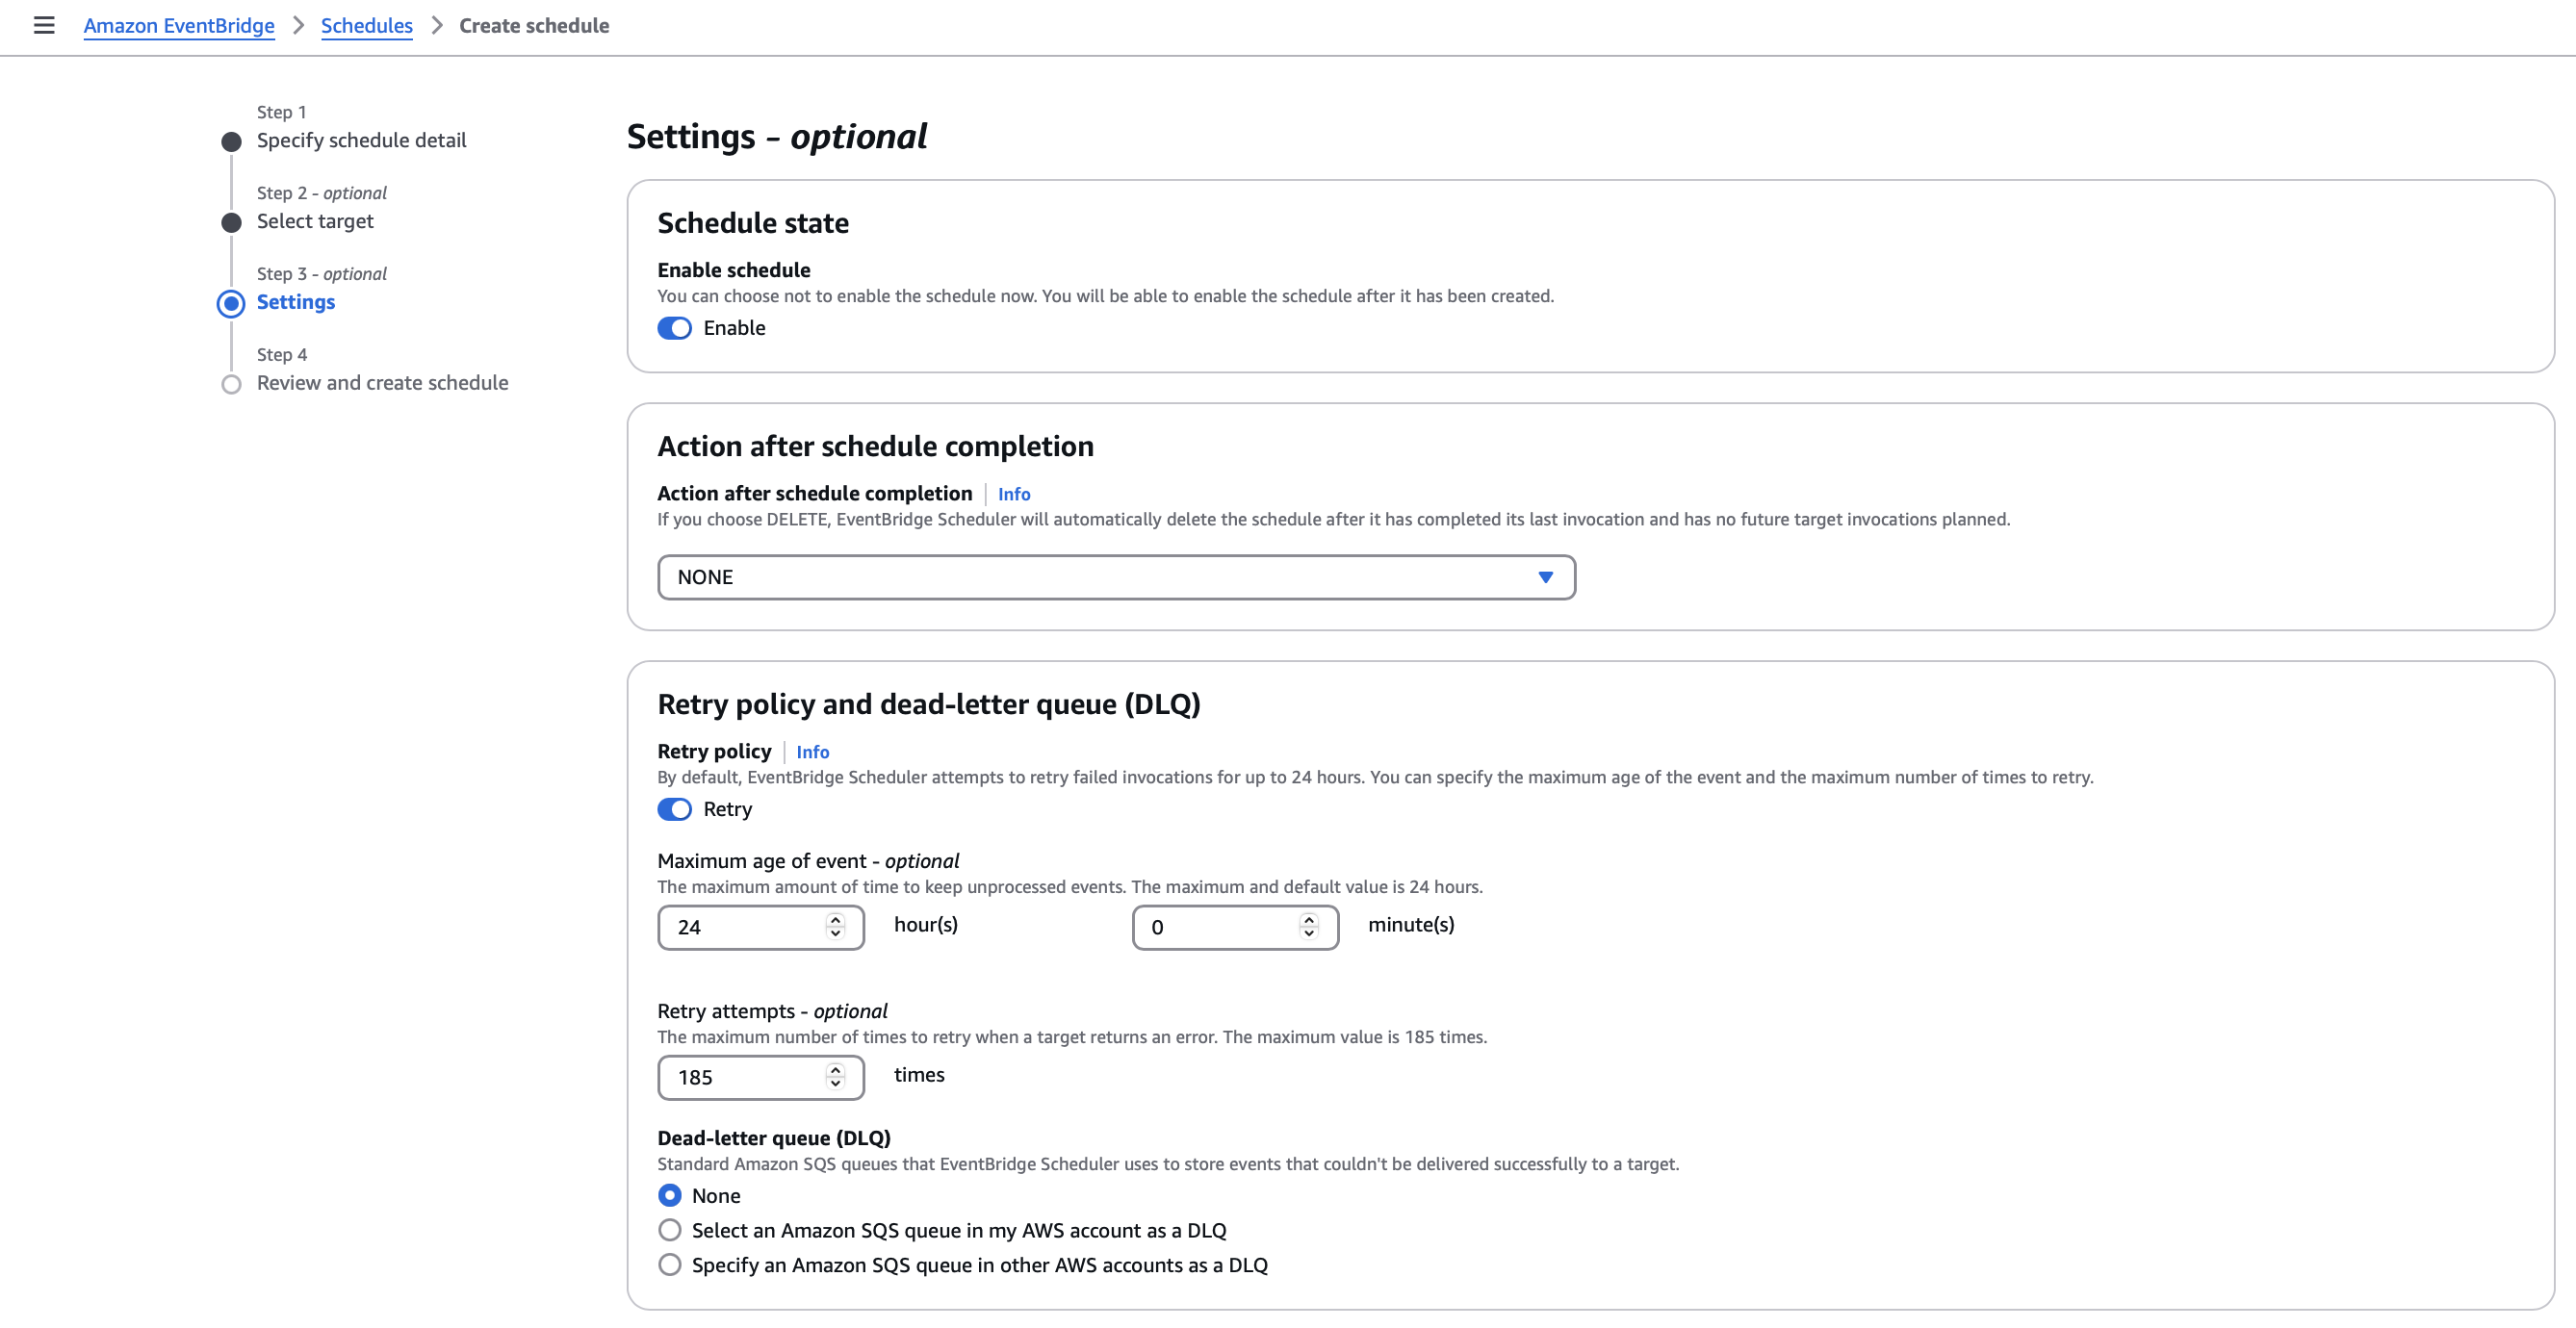 Amazon EventBridge > Schedules > Create schedule
Step 1
Specify schedule detail
Step 2 - optional
Select target
Step 3 - optional
Settings
Step 4
Review and create schedule
Settings - optional
Schedule state
Enable schedule
You can choose not to enable the schedule now. You will be able to enable the schedule after it has been created.
Enable
Action after schedule completion
Action after schedule completion | Info
If you choose DELETE, EventBridge Scheduler will automatically delete the schedule after it has completed its last invocation and has no future target invocations planned.
NONE
Retry policy and dead-letter queue (DLQ)
Retry policy | Info
By default, EventBridge Scheduler attempts to retry failed invocations for up to 24 hours. You can specify the maximum age of the event and the maximum number of times to retry.
Retry
Maximum age of event - optional
The maximum amount of time to keep unprocessed events. The maximum and default value is 24 hours.
24 hour(s) 0 minute(s)
Retry attempts - optional
The maximum number of times to retry when a target returns an error. The maximum value is 185 times.
185 times
Dead-letter queue (DLQ)
Standard Amazon SQS queues that EventBridge Scheduler uses to store events that couldn't be delivered successfully to a target.
None
Select an Amazon SQS queue in my AWS account as a DLQ
Specify an Amazon SQS queue in other AWS accounts as a DLQ